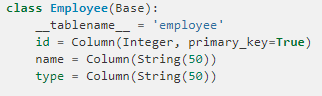 class Employee(Base):
    __tablename__ = 'employee'
    id = Column(Integer, primary_key=True)
    name = Column(String(50))
    type = Column(String(50))